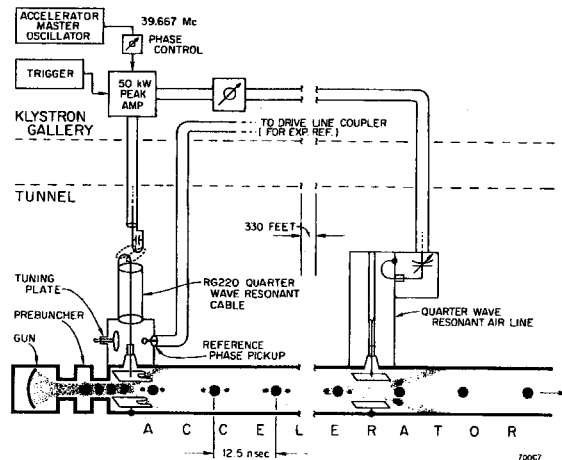 ACCELERATOR
MASTER
OSCILLATOR
39.667 Mc
PHASE
CONTROL
TRIGGER
50 kW
PEAK
AMP
KLYSTRON
GALLERY
TO DRIVE LINE COUPLER
(FOR EXP. REF.)
TUNNEL
330 FEET
RG220 QUARTER
WAVE RESONANT
CABLE
TUNING
PLATE
PREBUNCHER
GUN
REFERENCE
PHASE PICKUP
QUARTER WAVE
RESONANT AIR LINE
A C C E L E R A T O R
12.5 nsec
700C7